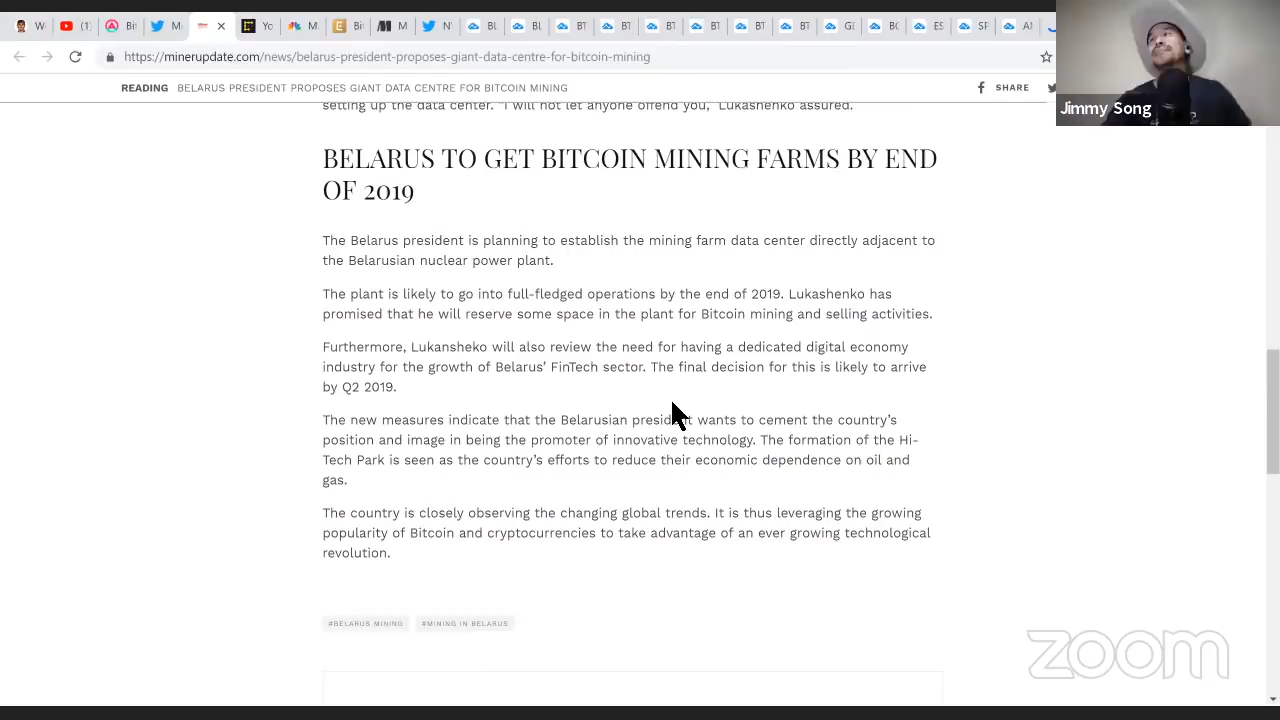 https://minerupdate.com/news/belarus-president-proposes-giant-data-centre-for-bitcoin-mining
READING BELARUS PRESIDENT PROPOSES GIANT DATA CENTRE FOR BITCOIN MINING
SHARE
Jimmy Song
setting up the data center. "I will not let anyone offend you," Lukashenko assured.
BELARUS TO GET BITCOIN MINING FARMS BY END
OF 2019
The Belarus president is planning to establish the mining farm data center directly adjacent to
the Belarusian nuclear power plant.
The plant is likely to go into full-fledged operations by the end of 2019. Lukashenko has
promised that he will reserve some space in the plant for Bitcoin mining and selling activities.
Furthermore, Lukansheko will also review the need for having a dedicated digital economy
industry for the growth of Belarus' FinTech sector. The final decision for this is likely to arrive
by Q2 2019.
The new measures indicate that the Belarusian president wants to cement the country's
position and image in being the promoter of innovative technology. The formation of the Hi-
Tech Park is seen as the country's efforts to reduce their economic dependence on oil and
gas.
The country is closely observing the changing global trends. It is thus leveraging the growing
popularity of Bitcoin and cryptocurrencies to take advantage of an ever growing technological
revolution.
#BELARUS MINING #MINING IN BELARUS
zoom